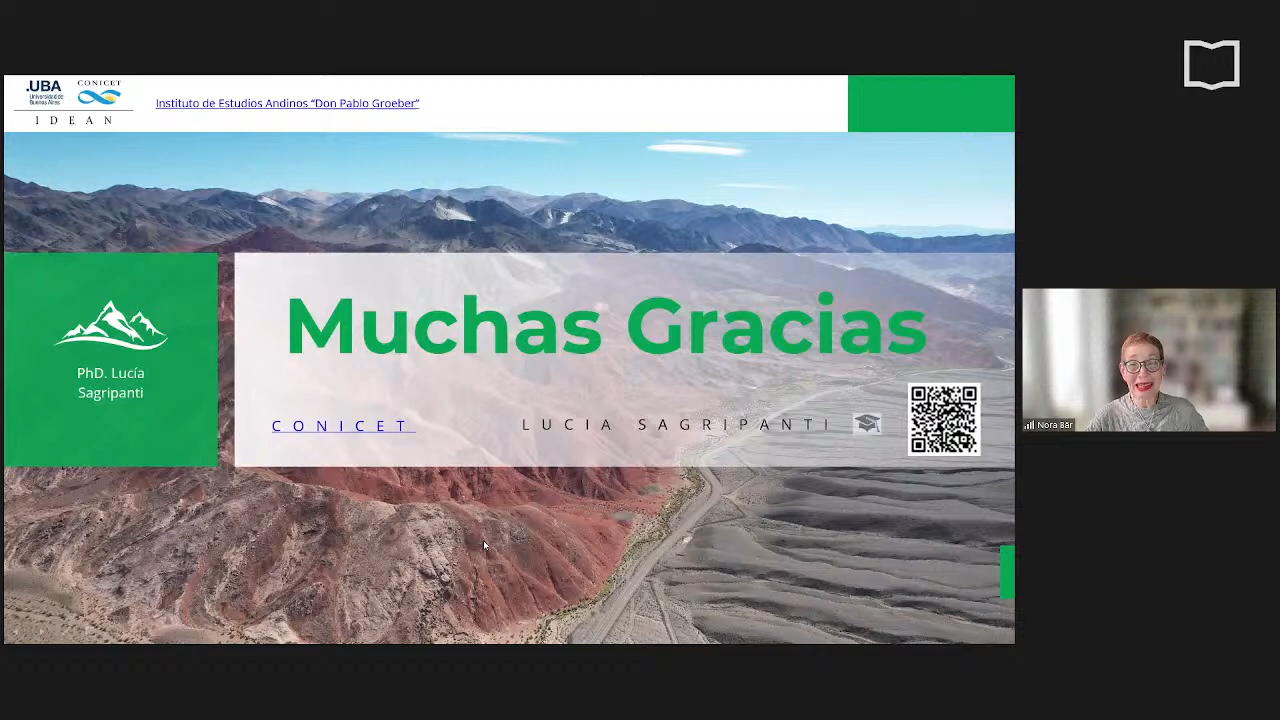 .UBA
Universidad de
Buenos Aires
CONICET
IDEAN
Instituto de Estudios Andinos “Don Pablo Groeber”
PhD. Lucía
Sagripanti
Muchas Gracias
CONICET
LUCIA SAGRIPANTI
Nora Bär